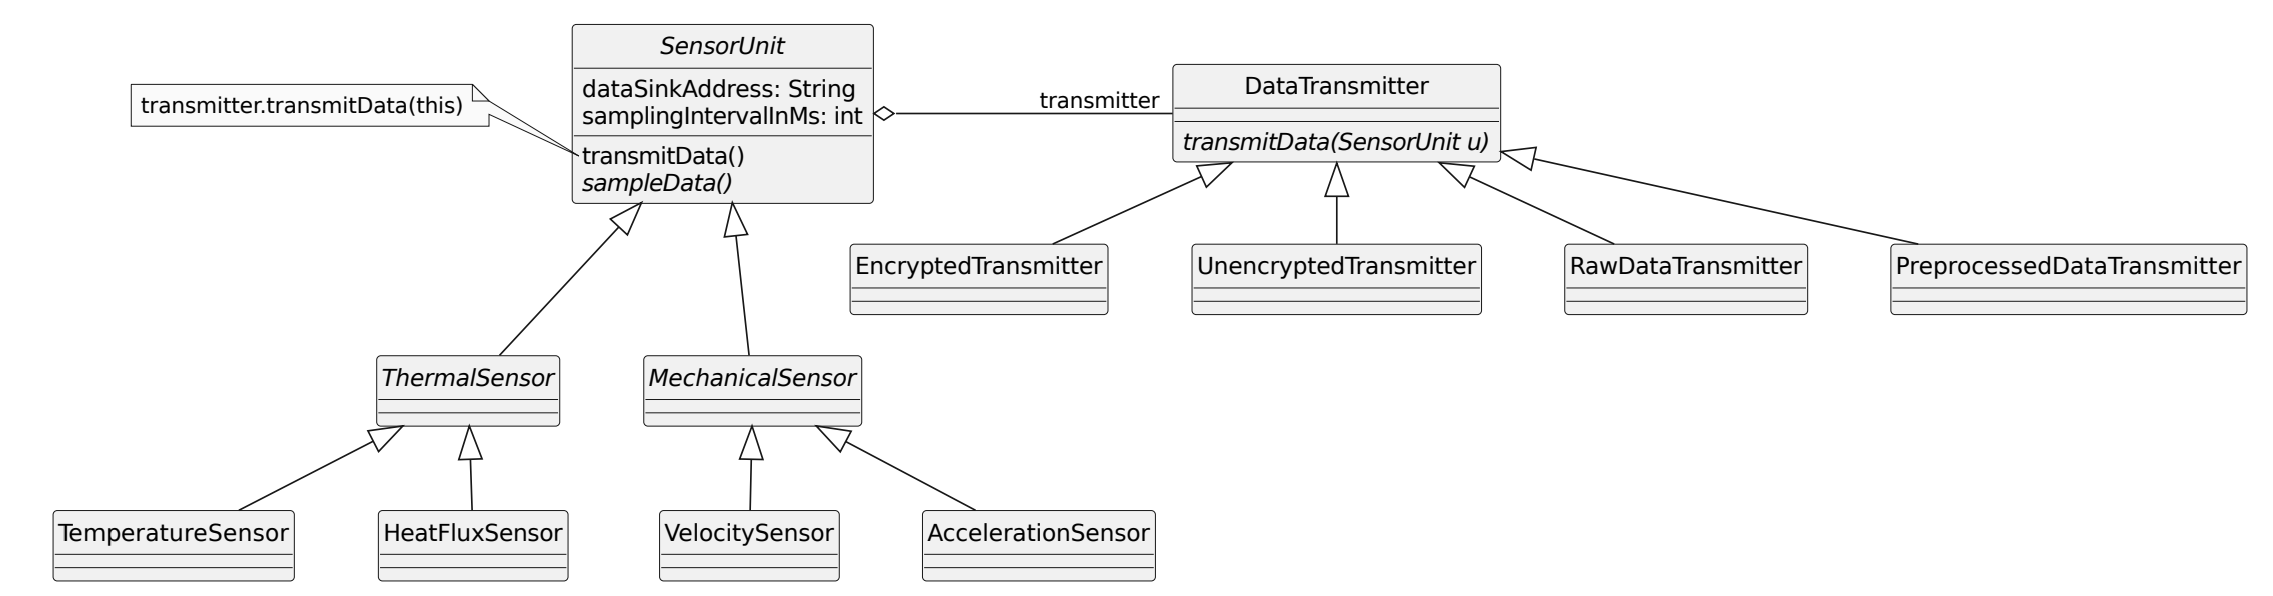 SensorUnit
dataSinkAddress: String
samplingIntervalInMs: int
transmitData()
sampleData()
transmitter.transmitData(this)
transmitter
DataTransmitter
transmitData(SensorUnit u)
EncryptedTransmitter
UnencryptedTransmitter
RawDataTransmitter
PreprocessedDataTransmitter
ThermalSensor
MechanicalSensor
TemperatureSensor
HeatFluxSensor
VelocitySensor
AccelerationSensor